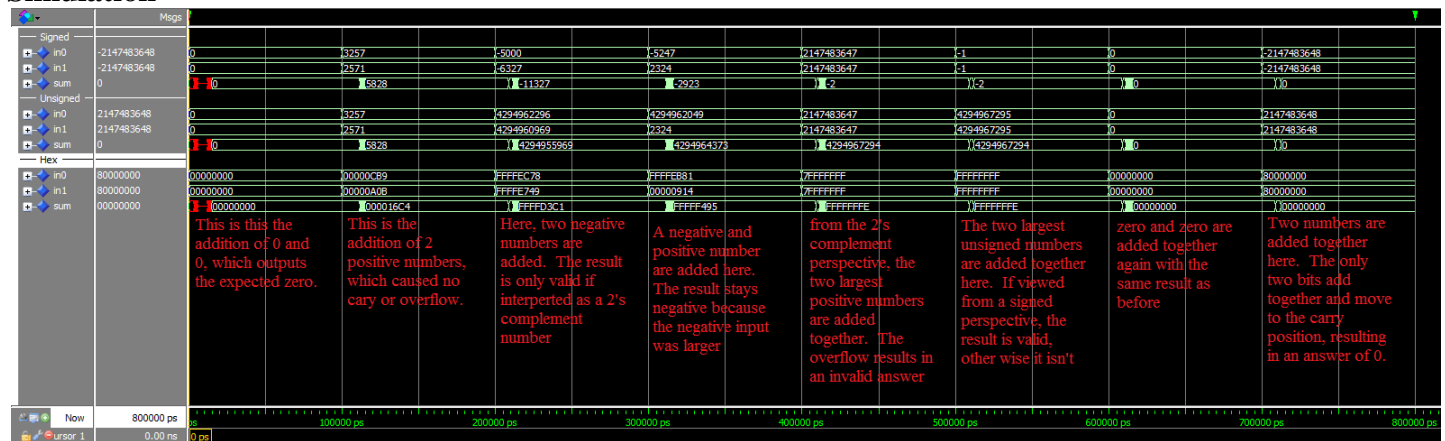 Simulation
Msgs
Signed
in0 -2147483648 0 3257 -5000 -5247 2147483647 -1 0 -2147483648
in1 -2147483648 0 2571 -6327 2324 2147483647 -1 0 -2147483648
sum 0 0 5828 -11327 -2923 -2 -2 0 0
Unsigned
in0 2147483648 0 3257 4294962296 4294962049 2147483647 4294967295 0 2147483648
in1 2147483648 0 2571 4294960969 2324 2147483647 4294967295 0 2147483648
sum 0 0 5828 4294955969 4294964373 4294967294 4294967294 0 0
Hex
in0 80000000 00000000 00000CB9 FFFFEC78 FFFFEB81 7FFFFFFF FFFFFFFF 00000000 80000000
in1 80000000 00000000 00000A0B FFFFE749 00000914 7FFFFFFF FFFFFFFF 00000000 80000000
sum 00000000 00000000 000016C4 FFFFD3C1 FFFFF495 FFFFFFFE FFFFFFFE 00000000 00000000
This is this the
addition of 0 and
0, which outputs
the expected zero.
This is the
addition of 2
positive numbers,
which caused no
cary or overflow.
Here, two negative
numbers are
added. The result
is only valid if
interperted as a 2's
complement
number
A negative and
positive number
are added here.
The result stays
negative because
the negative input
was larger
from the 2's
complement
perspective, the
two largest
positive numbers
are added
together. The
overflow results in
an invalid answer
The two largest
unsigned numbers
are added together
here. If viewed
from a signed
perspective, the
result is valid,
other wise it isn't
zero and zero are
added together
again with the
same result as
before
Two numbers are
added together
here. The only
two bits add
together and move
to the carry
position, resulting
in an answer of 0.
Now 800000 ps ps 100000 ps 200000 ps 300000 ps 400000 ps 500000 ps 600000 ps 700000 ps 800000 ps
ursor 1 0.00 ns 0 ps